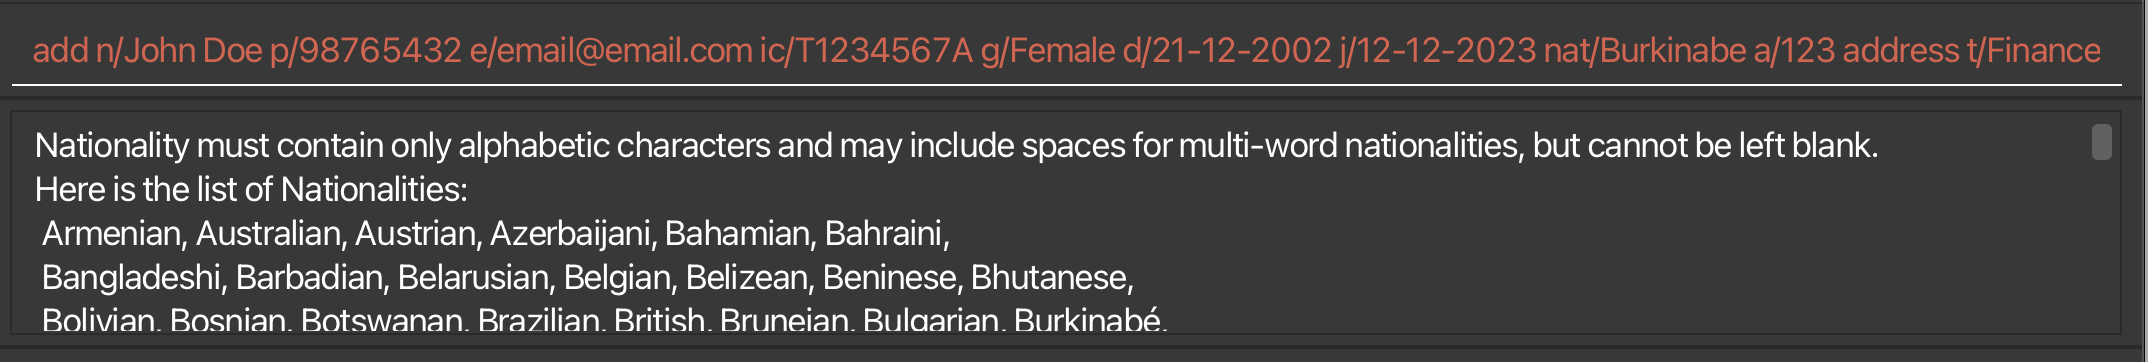 add n/John Doe p/98765432 e/email@email.com ic/T1234567A g/Female d/21-12-2002 j/12-12-2023 nat/Burkinabe a/123 address t/Finance
Nationality must contain only alphabetic characters and may include spaces for multi-word nationalities, but cannot be left blank.
Here is the list of Nationalities:
Armenian, Australian, Austrian, Azerbaijani, Bahamian, Bahraini,
Bangladeshi, Barbadian, Belarusian, Belgian, Belizean, Beninese, Bhutanese,
Bolivian, Bosnian, Botswanan, Brazilian, British, Bruneian, Bulgarian, Burkinabé,